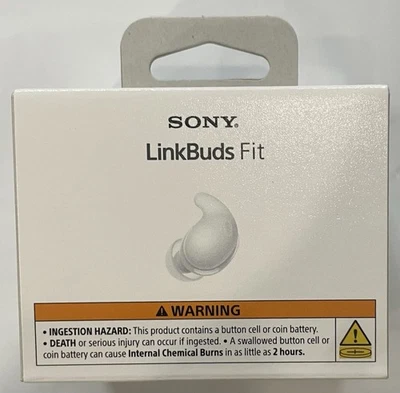 SONY.
LinkBuds Fit
⚠ WARNING
• INGESTION HAZARD: This product contains a button cell or coin battery.
• DEATH or serious injury can occur if ingested. • A swallowed button cell or
coin battery can cause Internal Chemical Burns in as little as 2 hours.